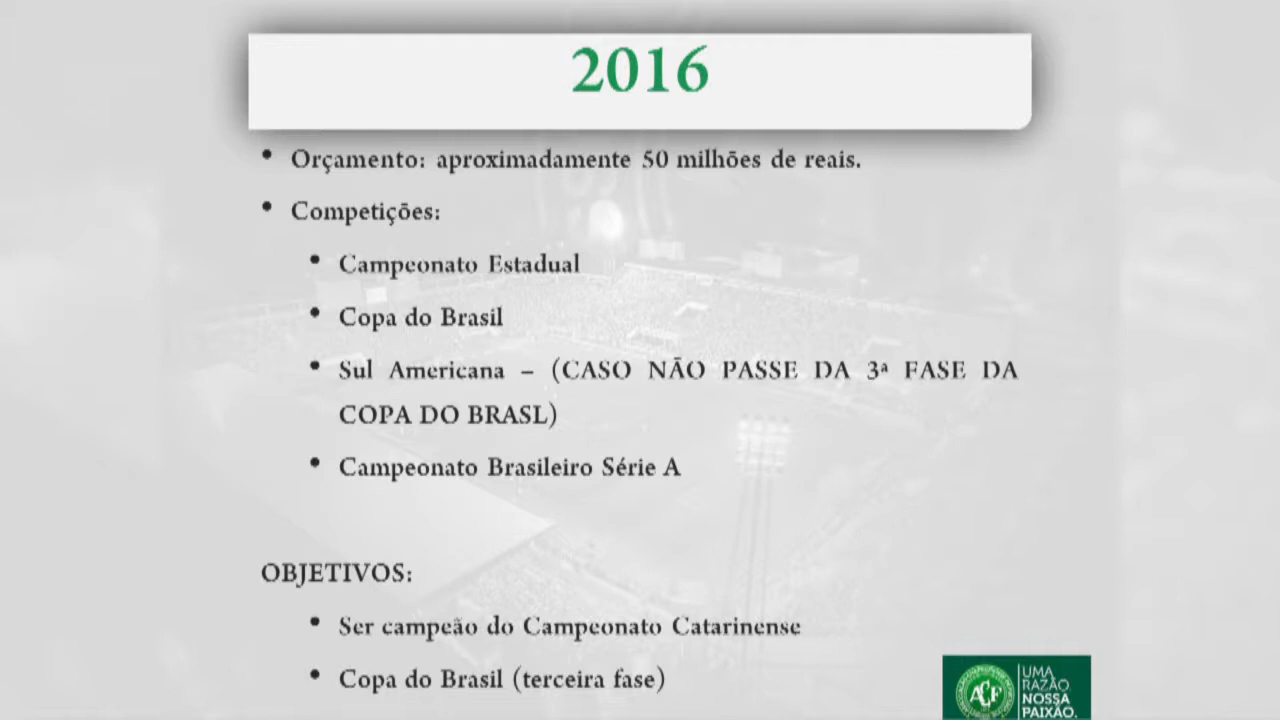 2016
• Orçamento: aproximadamente 50 milhões de reais.
• Competições:
• Campeonato Estadual
• Copa do Brasil
• Sul Americana – (CASO NÃO PASSE DA 3ª FASE DA
COPA DO BRASL)
• Campeonato Brasileiro Série A
OBJETIVOS:
• Ser campeão do Campeonato Catarinense
• Copa do Brasil (terceira fase)
ACF
UMA
RAZÃO.
NOSSA
PAIXÃO.